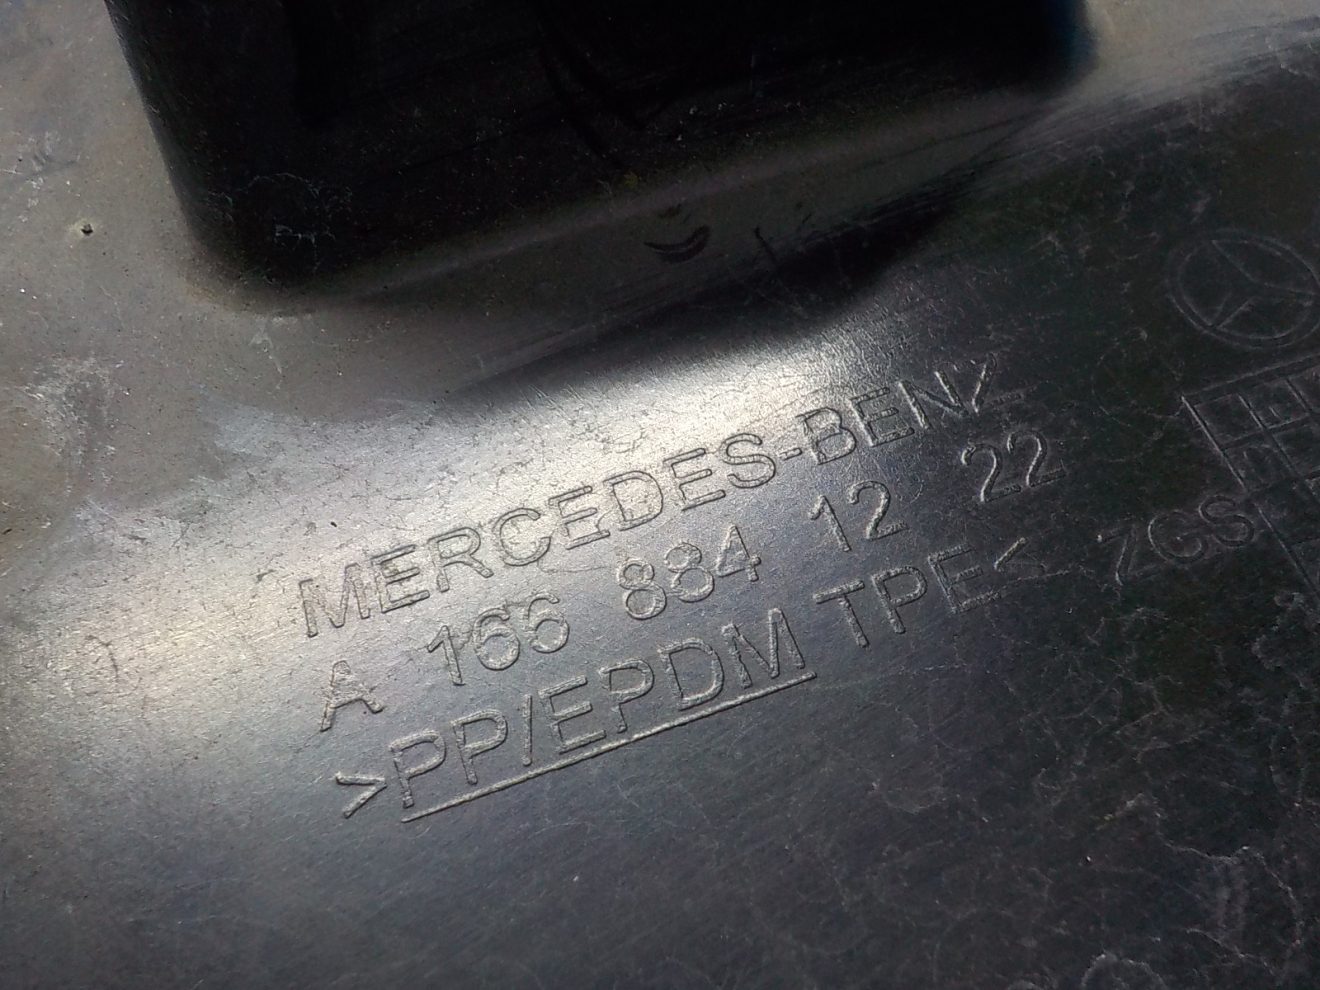 MERCEDES-BENZ
A 166 884 12 22
>PP/EPDM TPE<
ZGS